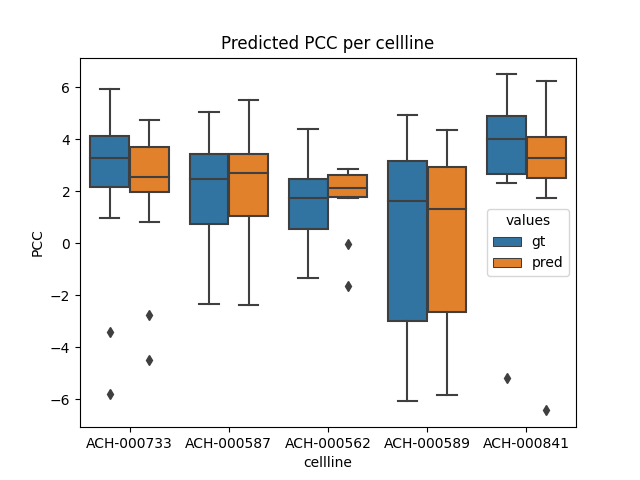 Predicted PCC per cellline
6
4
2
0
−2
−4
−6
PCC
values
gt
pred
ACH-000733 ACH-000587 ACH-000562 ACH-000589 ACH-000841
cellline